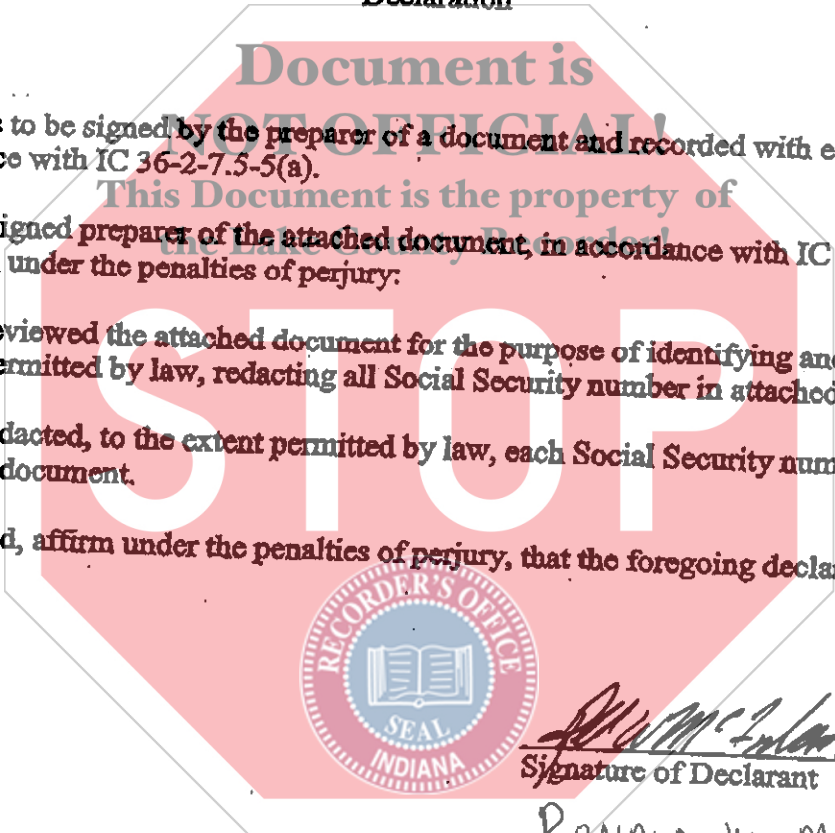 Declaration
Document is
to be signed by the preparer of a document and recorded with e
NOT OFFICIAL!
ce with IC 36-2-7.5-5(a).
This Document is the property of
igned preparer of the attached document, in accordance with IC
the Lake County Recorder!
under the penalties of perjury:
STOP
eviewed the attached document for the purpose of identifying and
ermitted by law, redacting all Social Security number in attached
dacted, to the extent permitted by law, each Social Security num
document.
d, affirm under the penalties of perjury, that the foregoing declar
RECORDER'S OFFICE
SEAL
INDIANA
Signature of Declarant